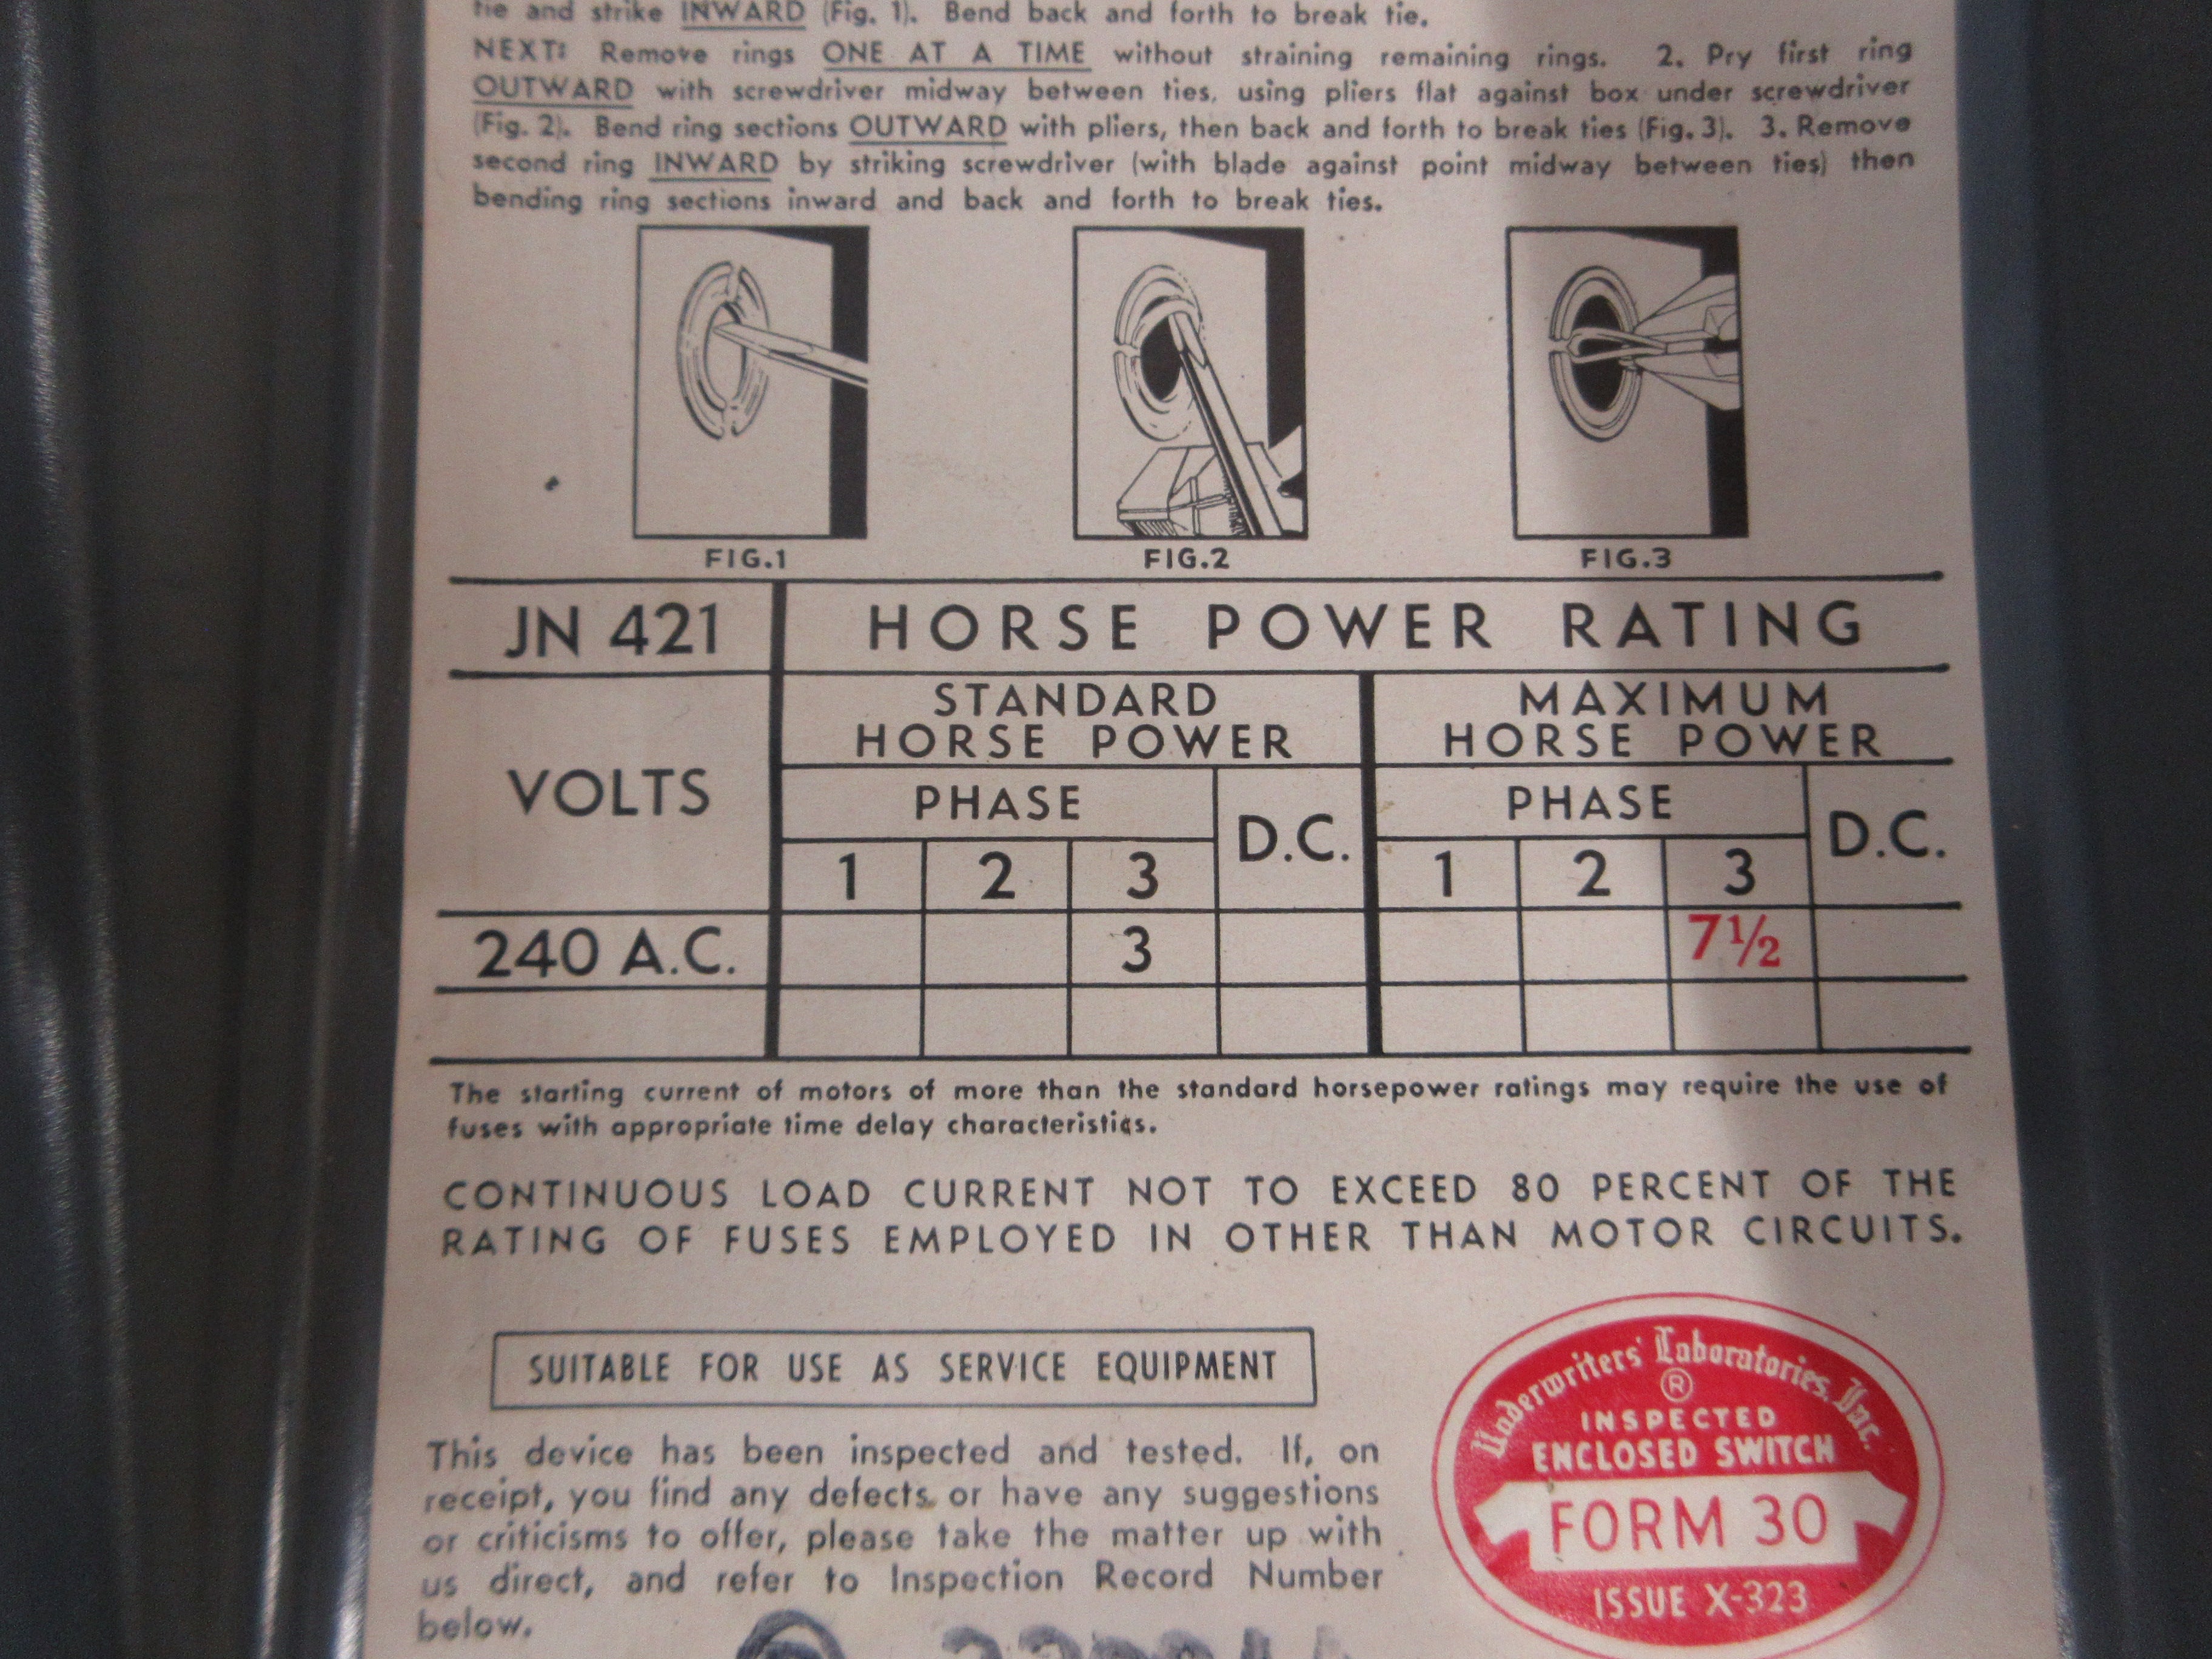 tie and strike INWARD (Fig. 1). Bend back and forth to break tie.
NEXT: Remove rings ONE AT A TIME without straining remaining rings. 2. Pry first ring
OUTWARD with screwdriver midway between ties, using pliers flat against box under screwdriver
(Fig. 2). Bend ring sections OUTWARD with pliers, then back and forth to break ties (Fig. 3). 3. Remove
second ring INWARD by striking screwdriver (with blade against point midway between ties) then
bending ring sections inward and back and forth to break ties.
FIG.1 FIG.2 FIG.3
JN 421 HORSE POWER RATING
STANDARD MAXIMUM
HORSE POWER HORSE POWER
VOLTS PHASE D.C. PHASE D.C.
1 2 3 1 2 3
240 A.C. 3 7½
The starting current of motors of more than the standard horsepower ratings may require the use of
fuses with appropriate time delay characteristics.
CONTINUOUS LOAD CURRENT NOT TO EXCEED 80 PERCENT OF THE
RATING OF FUSES EMPLOYED IN OTHER THAN MOTOR CIRCUITS.
SUITABLE FOR USE AS SERVICE EQUIPMENT
This device has been inspected and tested. If, on
receipt, you find any defects or have any suggestions
or criticisms to offer, please take the matter up with
us direct, and refer to Inspection Record Number
below.
Underwriters' Laboratories, Inc.
®
INSPECTED
ENCLOSED SWITCH
FORM 30
ISSUE X-323